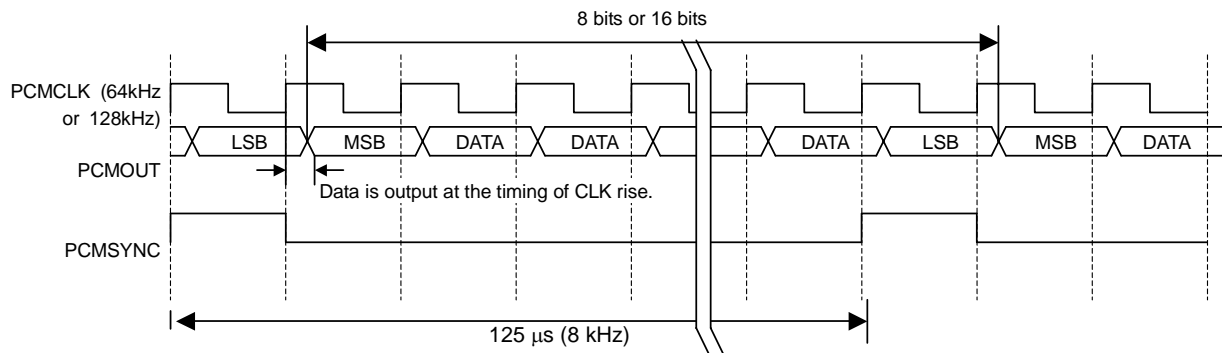 8 bits or 16 bits
PCMCLK (64kHz
or 128kHz)
LSB MSB DATA DATA DATA LSB MSB DATA
PCMOUT
Data is output at the timing of CLK rise.
PCMSYNC
125 μs (8 kHz)